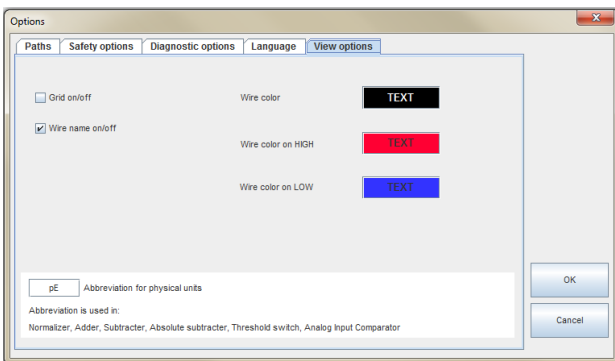 Options
Paths Safety options Diagnostic options Language View options
Grid on/off Wire color TEXT
Wire name on/off
Wire color on HIGH TEXT
Wire color on LOW TEXT
pE Abbreviation for physical units
OK
Abbreviation is used in:
Cancel
Normalizer, Adder, Subtracter, Absolute subtracter, Threshold switch, Analog Input Comparator